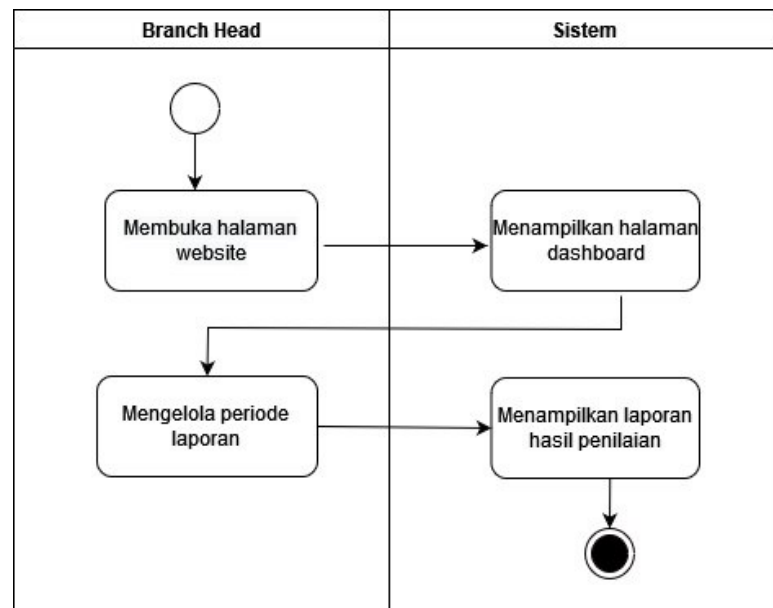 Branch Head
Sistem
Membuka halaman
website
Menampilkan halaman
dashboard
Mengelola periode
laporan
Menampilkan laporan
hasil penilaian